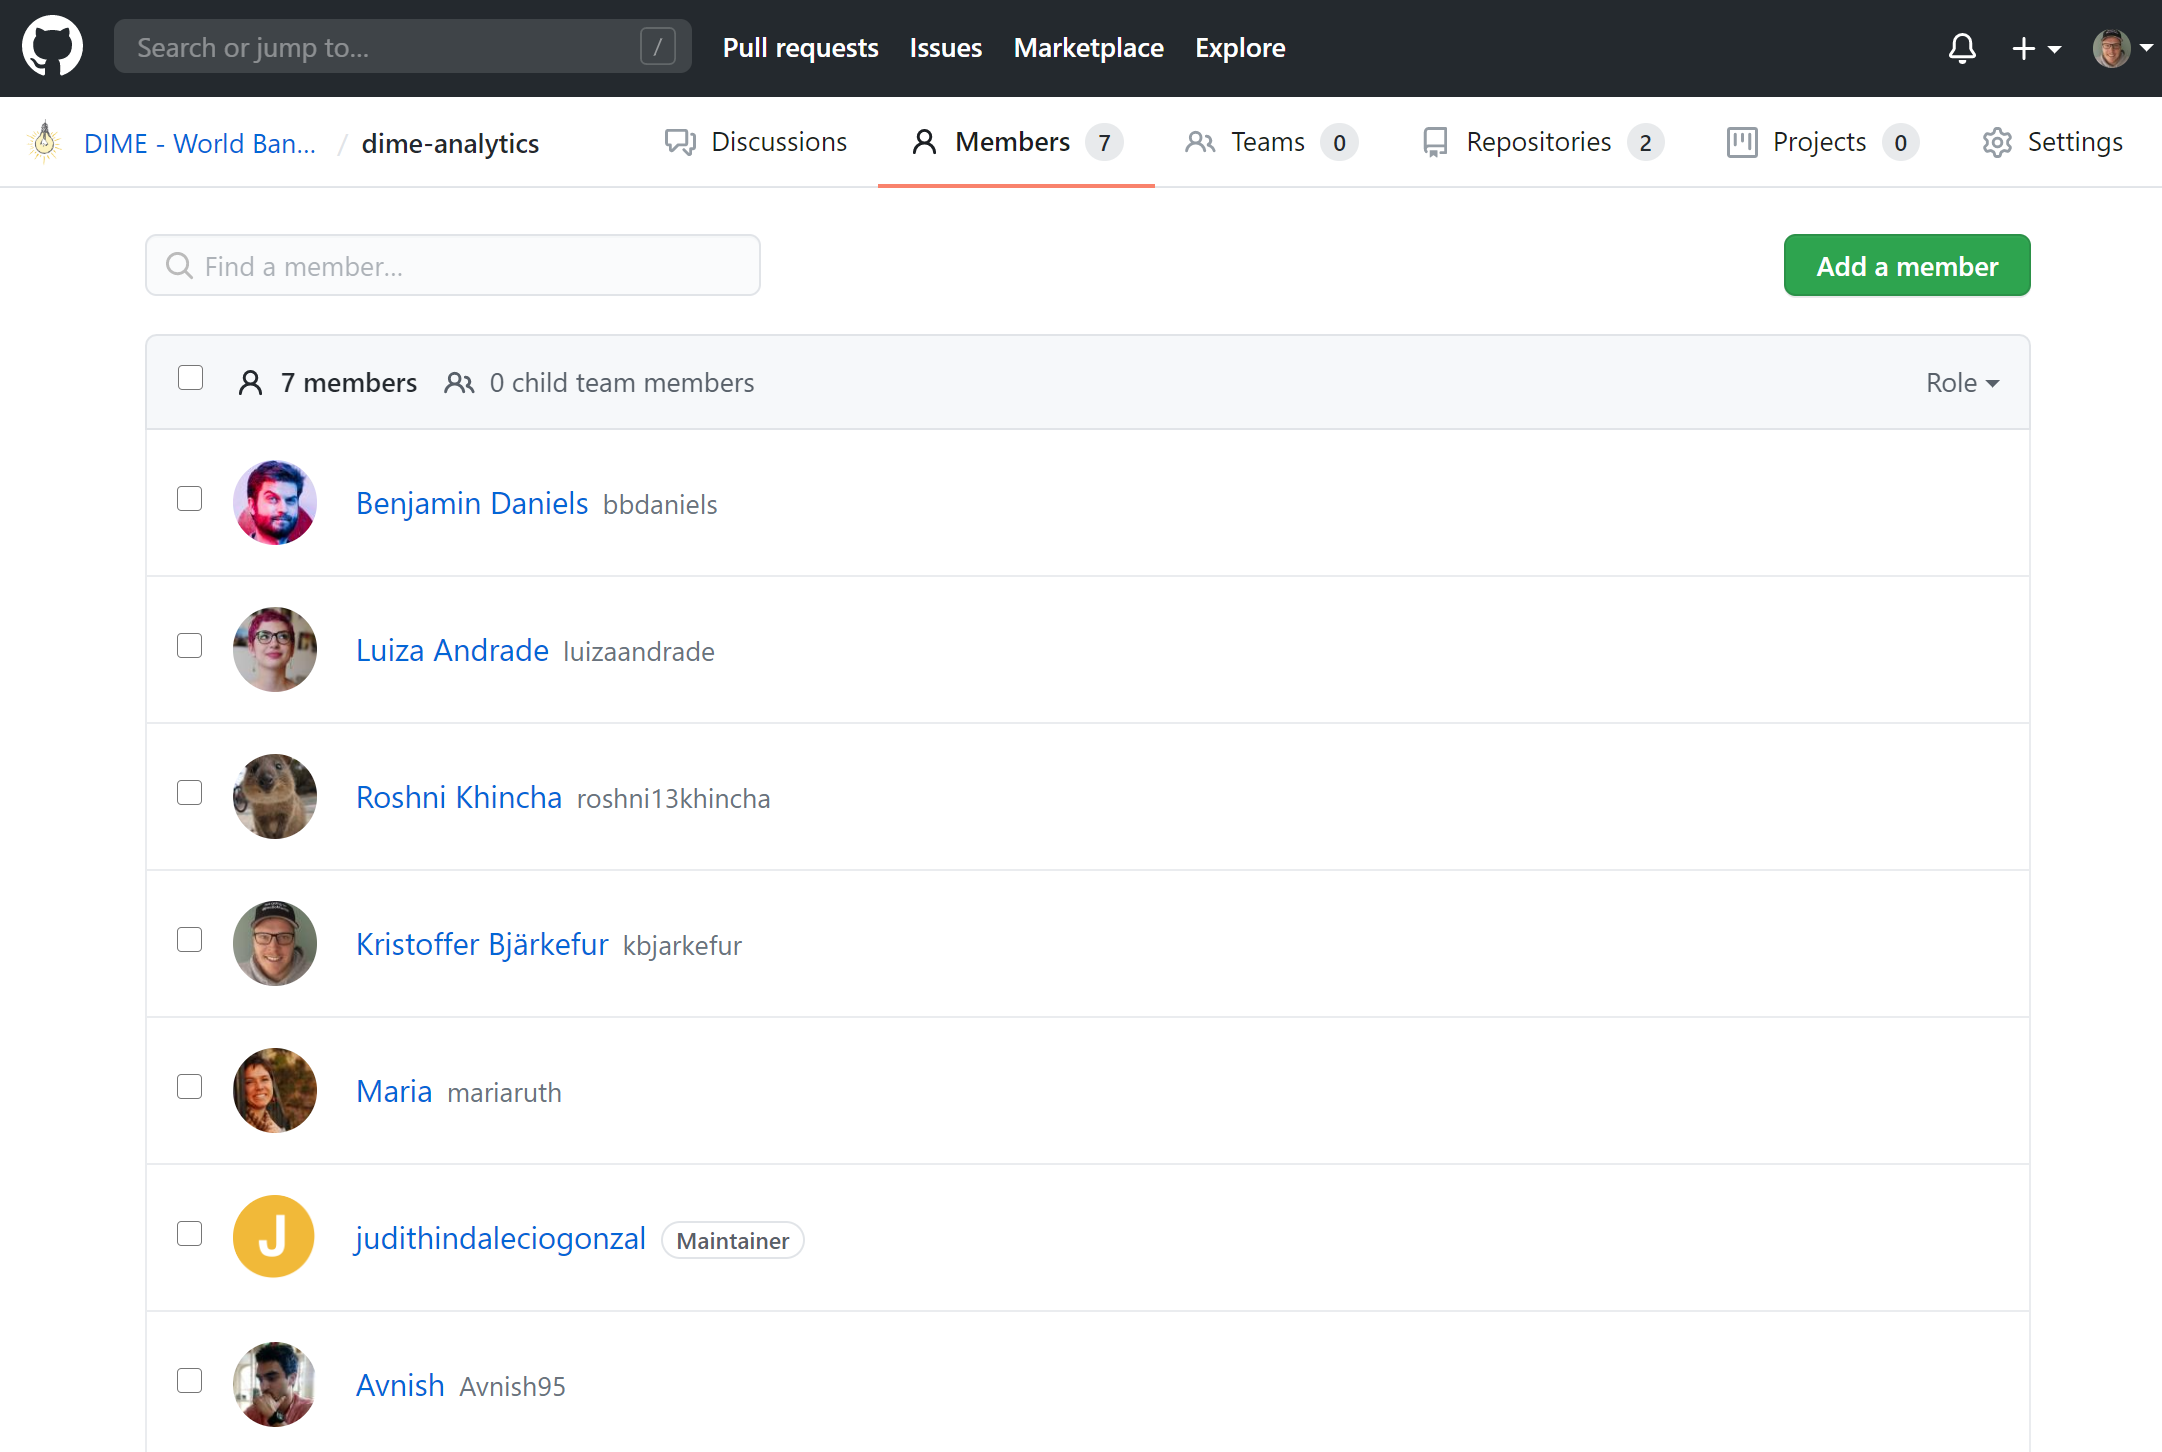 Search or jump to... / Pull requests Issues Marketplace Explore
DIME - World Ban... / dime-analytics Discussions Members 7 Teams 0 Repositories 2 Projects 0 Settings
Find a member... Add a member
7 members 0 child team members Role
Benjamin Daniels bbdaniels
Luiza Andrade luizaandrade
Roshni Khincha roshni13khincha
Kristoffer Bjärkefur kbjarkefur
Maria mariaruth
J judithindaleciogonzal Maintainer
Avnish Avnish95